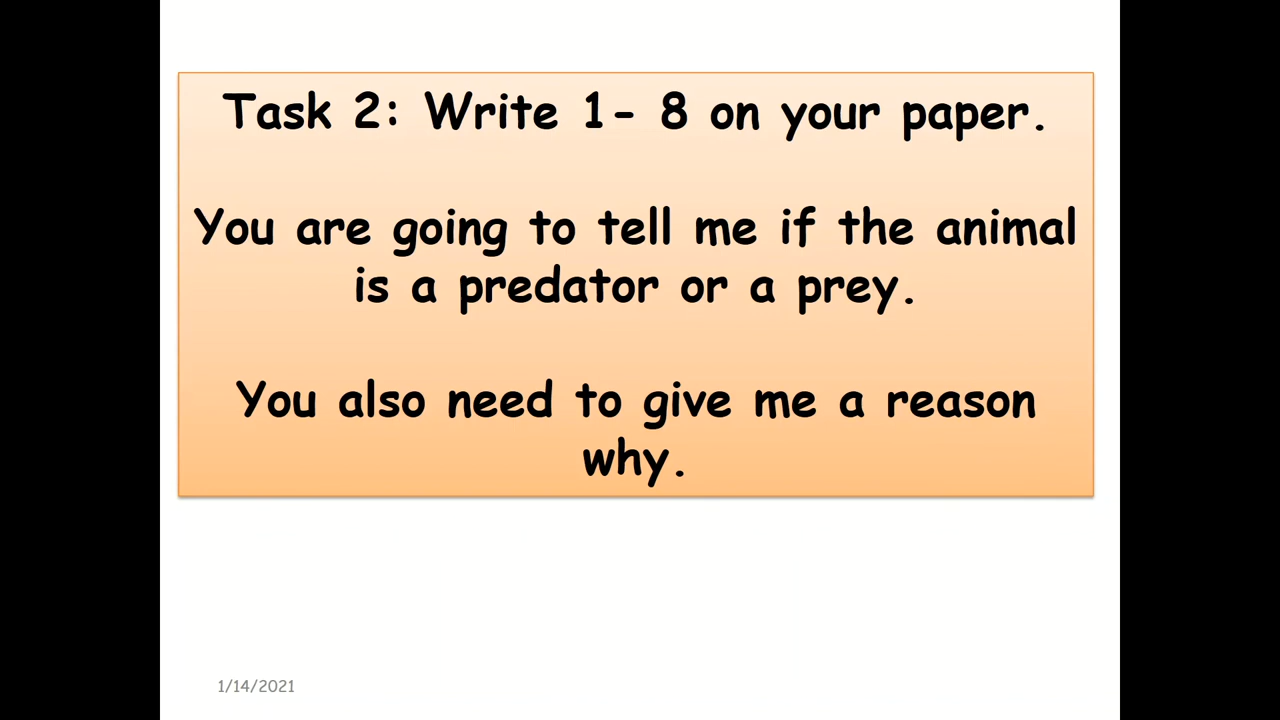 Task 2: Write 1- 8 on your paper.
You are going to tell me if the animal
is a predator or a prey.
You also need to give me a reason
why.
1/14/2021